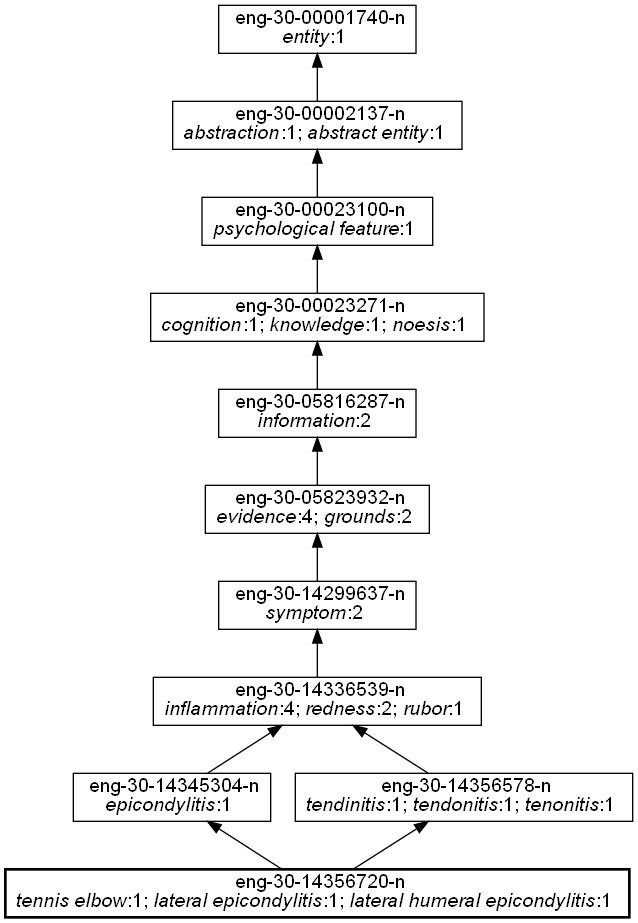 eng-30-00001740-n
entity:1
eng-30-00002137-n
abstraction:1; abstract entity:1
eng-30-00023100-n
psychological feature:1
eng-30-00023271-n
cognition:1; knowledge:1; noesis:1
eng-30-05816287-n
information:2
eng-30-05823932-n
evidence:4; grounds:2
eng-30-14299637-n
symptom:2
eng-30-14336539-n
inflammation:4; redness:2; rubor:1
eng-30-14345304-n
epicondylitis:1
eng-30-14356578-n
tendinitis:1; tendonitis:1; tenonitis:1
eng-30-14356720-n
tennis elbow:1; lateral epicondylitis:1; lateral humeral epicondylitis:1